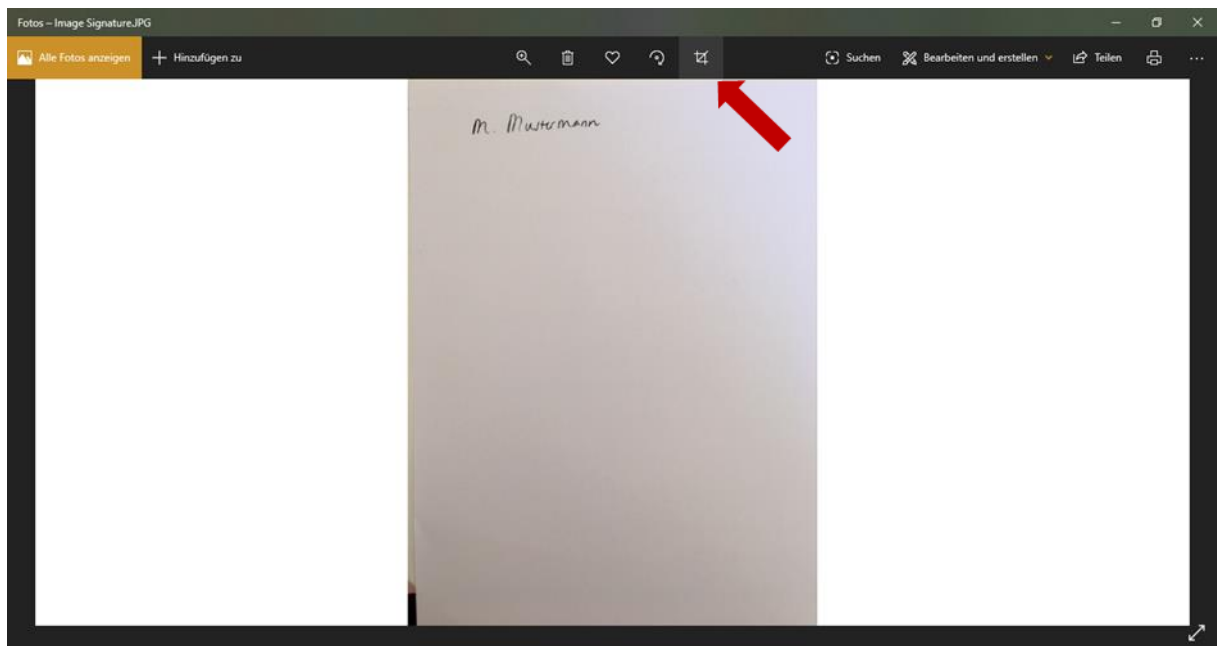 Fotos – Image Signature.JPG
Alle Fotos anzeigen
Hinzufügen zu
Suchen
Bearbeiten und erstellen
Teilen
M. Mustermann